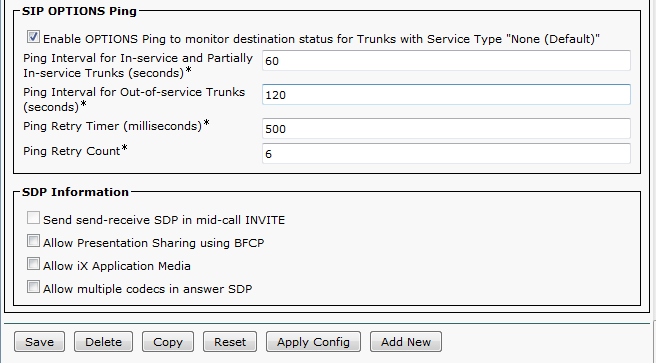 SIP OPTIONS Ping
Enable OPTIONS Ping to monitor destination status for Trunks with Service Type "None (Default)"
Ping Interval for In-service and Partially
In-service Trunks (seconds)*
60
Ping Interval for Out-of-service Trunks
(seconds)*
120
Ping Retry Timer (milliseconds)*
500
Ping Retry Count*
6
SDP Information
Send send-receive SDP in mid-call INVITE
Allow Presentation Sharing using BFCP
Allow iX Application Media
Allow multiple codecs in answer SDP
Save
Delete
Copy
Reset
Apply Config
Add New